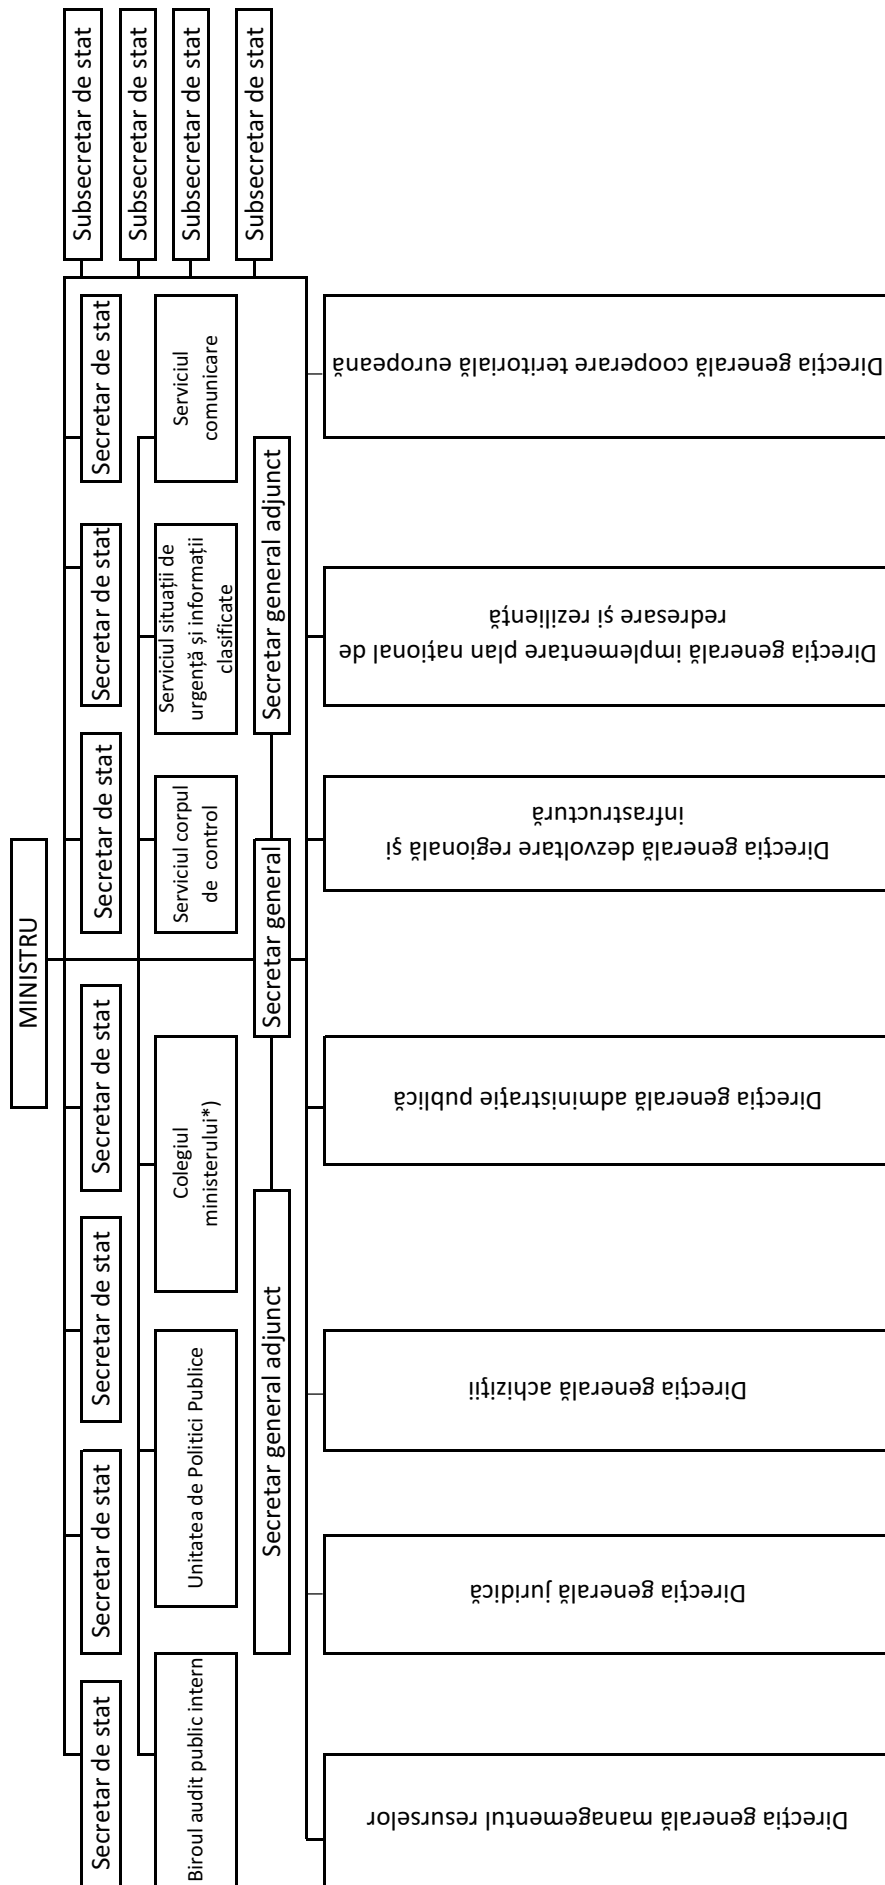 MINISTRU
Secretar de stat
Secretar de stat
Secretar de stat
Secretar de stat
Secretar de stat
Secretar de stat
Secretar de stat
Subsecretar de stat
Subsecretar de stat
Subsecretar de stat
Subsecretar de stat
Biroul audit public intern
Unitatea de Politici Publice
Colegiul
ministerului*)
Serviciul corpul
de control
Serviciul situații de
urgență și informații
clasificate
Serviciul
comunicare
Secretar general adjunct
Secretar general
Secretar general adjunct
Direcția generală managementul resurselor
Direcția generală juridică
Direcția generală achiziții
Direcția generală administrație publică
Direcția generală dezvoltare regională și
infrastructură
Direcția generală implementare plan național de
redresare și reziliență
Direcția generală cooperare teritorială europeană